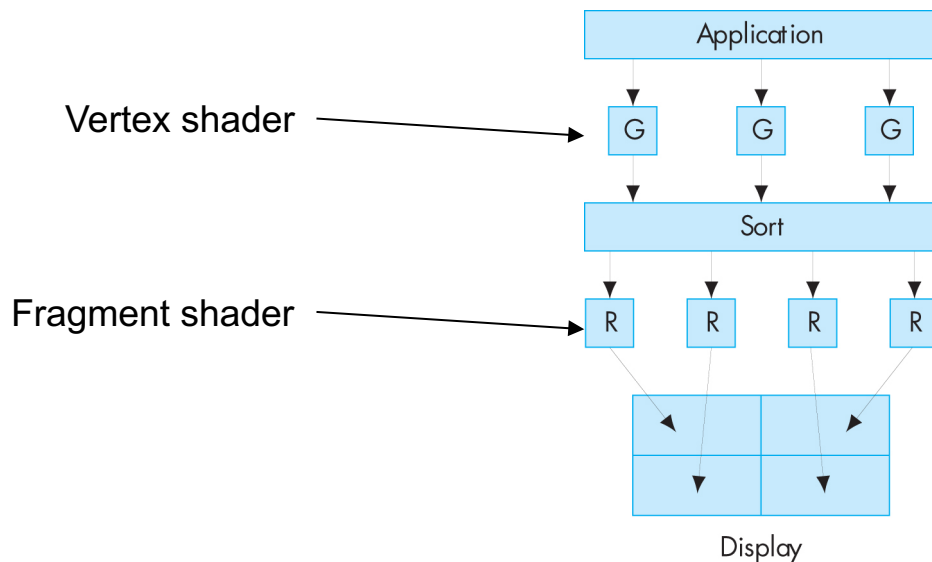 Application
Vertex shader
G G G
Sort
Fragment shader
R R R R
Display